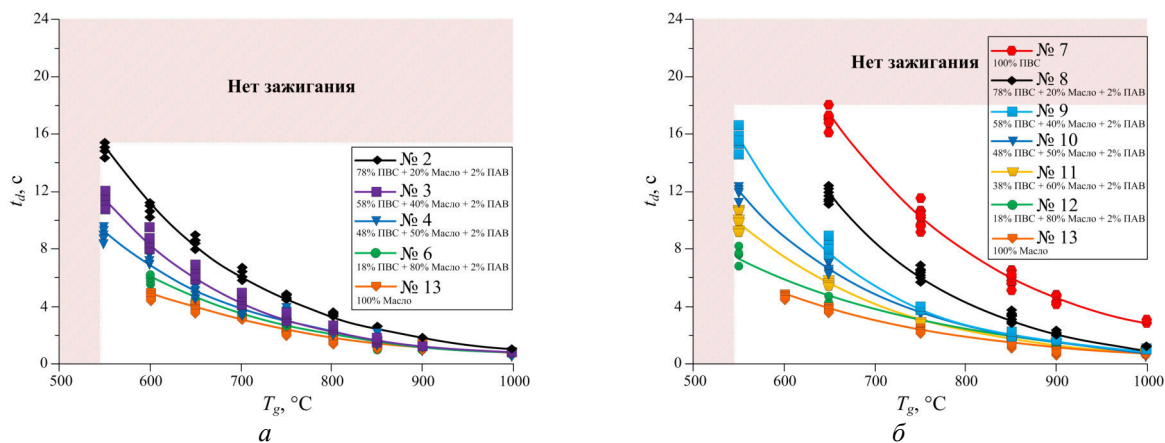 24
20
16
12
8
4
0
t_d, с
Нет зажигания
№ 2
78% ПВС + 20% Масло + 2% ПАВ
№ 3
58% ПВС + 40% Масло + 2% ПАВ
№ 4
48% ПВС + 50% Масло + 2% ПАВ
№ 6
18% ПВС + 80% Масло + 2% ПАВ
№ 13
100% Масло
500 600 700 800 900 1000
T_g, °C
а
24
20
16
12
8
4
0
t_d, с
Нет зажигания
№ 7
100% ПВС
№ 8
78% ПВС + 20% Масло + 2% ПАВ
№ 9
58% ПВС + 40% Масло + 2% ПАВ
№ 10
48% ПВС + 50% Масло + 2% ПАВ
№ 11
38% ПВС + 60% Масло + 2% ПАВ
№ 12
18% ПВС + 80% Масло + 2% ПАВ
№ 13
100% Масло
500 600 700 800 900 1000
T_g, °C
б